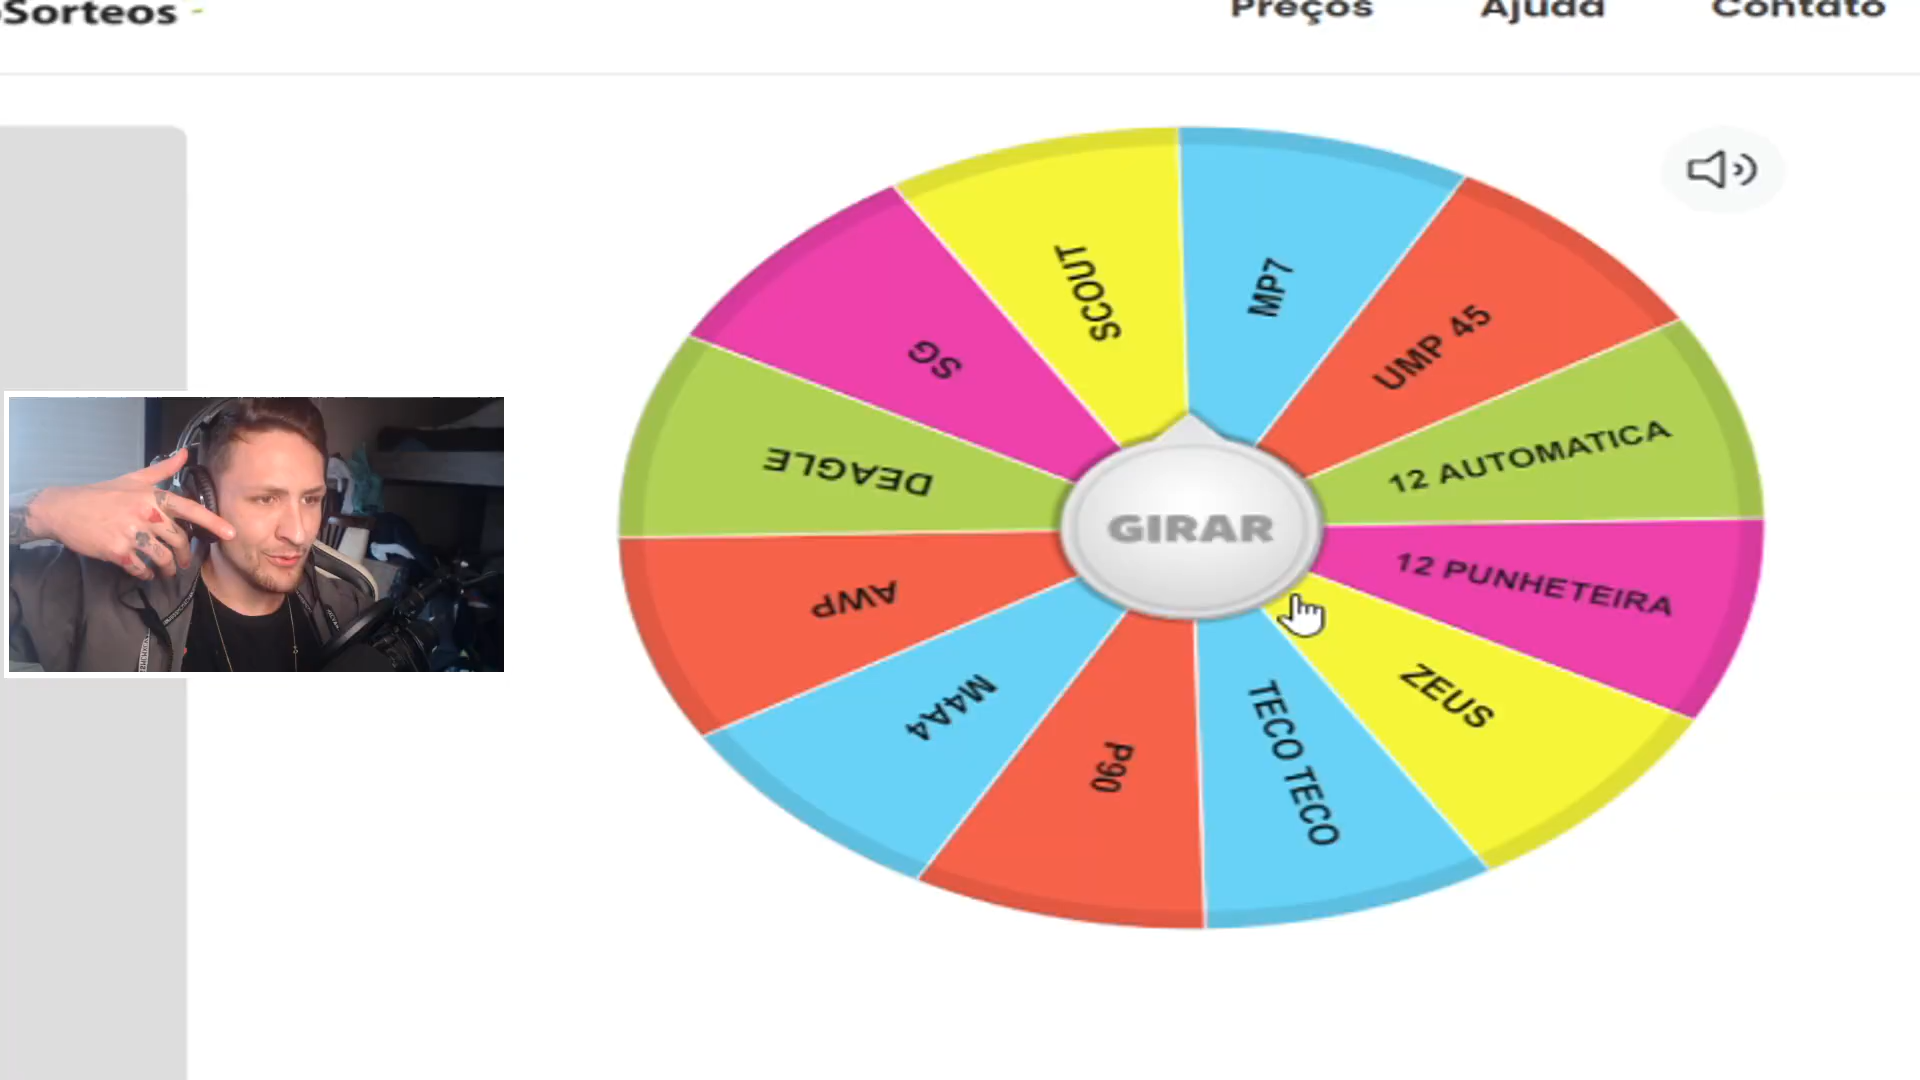 Sorteos
Preços Ajuda Contato
SCOUT
MP7
UMP 45
SG
12 AUTOMATICA
DEAGLE
GIRAR
12 PUNHETEIRA
AWP
ZEUS
M4A4
TECO TECO
P90